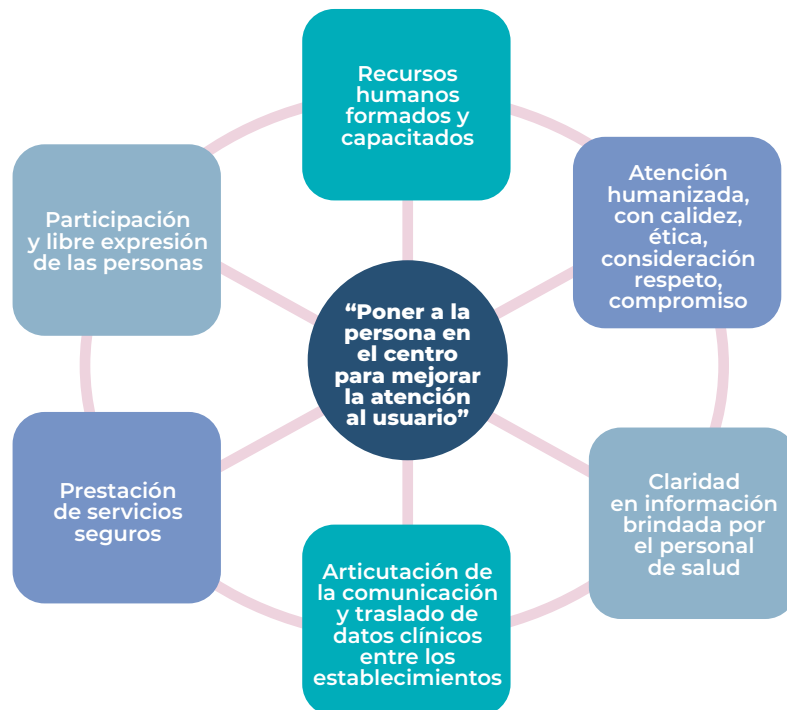 Recursos
humanos
formados y
capacitados
Atención
humanizada,
con calidez,
ética,
consideración
respeto,
compromiso
Participación
y libre expresión
de las personas
“Poner a la
persona en
el centro
para mejorar
la atención
al usuario”
Prestación
de servicios
seguros
Claridad
en información
brindada por
el personal
de salud
Articutación de
la comunicación
y traslado de
datos clínicos
entre los
establecimientos